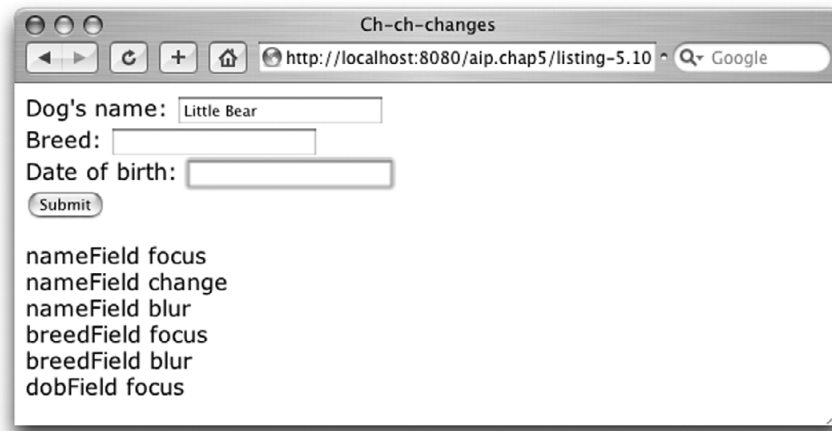 Ch-ch-changes
http://localhost:8080/aip.chap5/listing-5.10
Google
Dog's name: Little Bear
Breed:
Date of birth:
Submit
nameField focus
nameField change
nameField blur
breedField focus
breedField blur
dobField focus